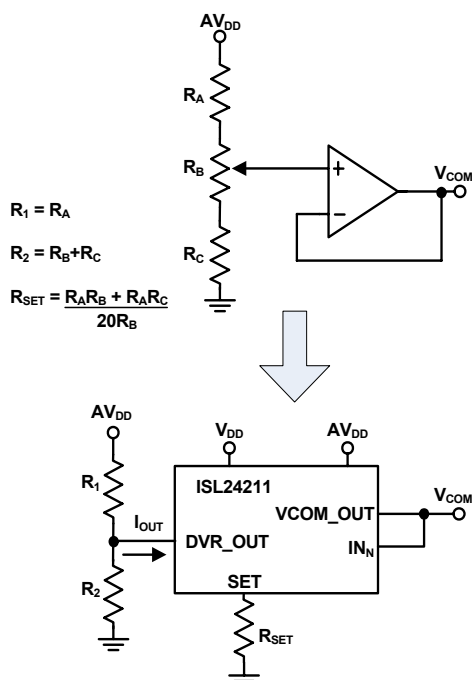 AVDD
RA
RB
RC
+
−
VCOM
R1 = RA
R2 = RB+RC
RSET = RARB + RARC
20RB
AVDD
R1
IOUT
R2
VDD
AVDD
ISL24211
VCOM_OUT
VCOM
DVR_OUT
INN
SET
RSET